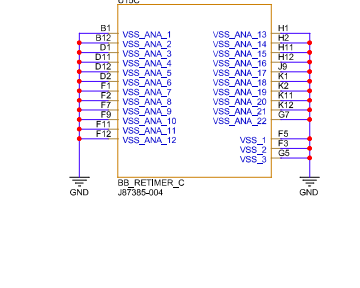 U15C
B1 VSS_ANA_1 VSS_ANA_13 H1
B12 VSS_ANA_2 VSS_ANA_14 H2
D1 VSS_ANA_3 VSS_ANA_15 H11
D11 VSS_ANA_4 VSS_ANA_16 H12
D12 VSS_ANA_5 VSS_ANA_17 J9
D2 VSS_ANA_6 VSS_ANA_18 K1
F1 VSS_ANA_7 VSS_ANA_19 K2
F2 VSS_ANA_8 VSS_ANA_20 K11
F7 VSS_ANA_9 VSS_ANA_21 K12
F9 VSS_ANA_10 VSS_ANA_22 G7
F11 VSS_ANA_11
F12 VSS_ANA_12 VSS_1 F5
VSS_2 F3
VSS_3 G5
GND GND
BB_RETIMER_C
J87385-004